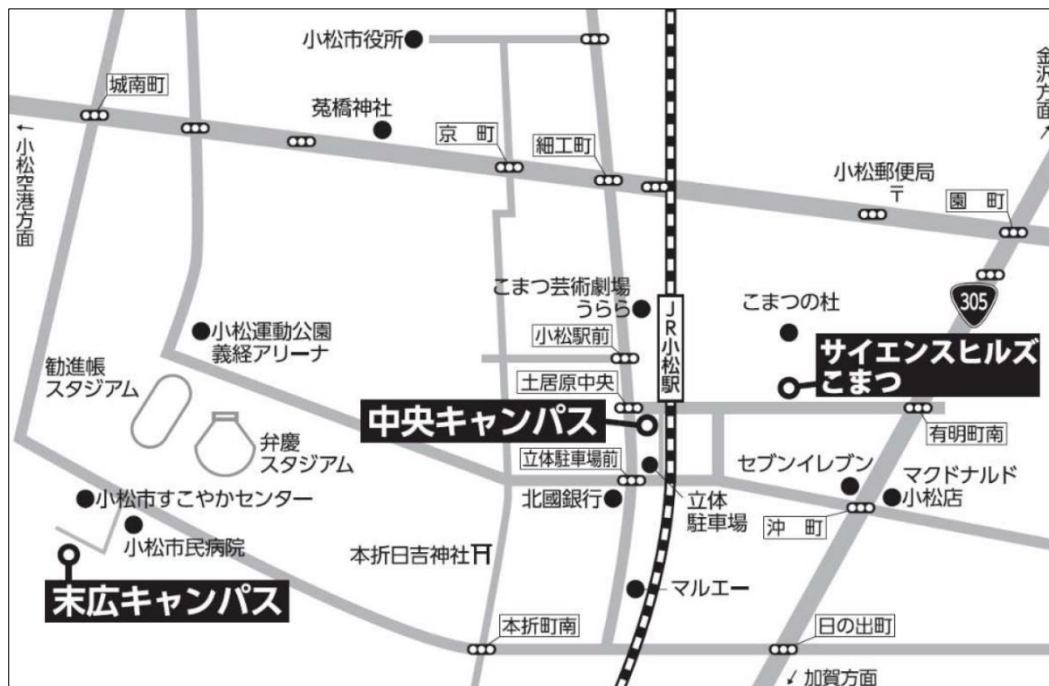 小松市役所
城南町
莵橋神社
金沢方面
↗
京 町
細工町
←
小松空港方面
小松郵便局
〒
園 町
こまつ芸術劇場
うらら
JR小松駅
こまつの杜
305
小松運動公園
義経アリーナ
小松駅前
サイエンスヒルズ
こまつ
勧進帳
スタジアム
土居原中央
中央キャンパス
有明町南
弁慶
スタジアム
立体駐車場前
セブンイレブン
マクドナルド
小松店
小松市すこやかセンター
北國銀行
立体
駐車場
沖 町
小松市民病院
本折日吉神社
末広キャンパス
マルエー
本折町南
日の出町
↙ 加賀方面